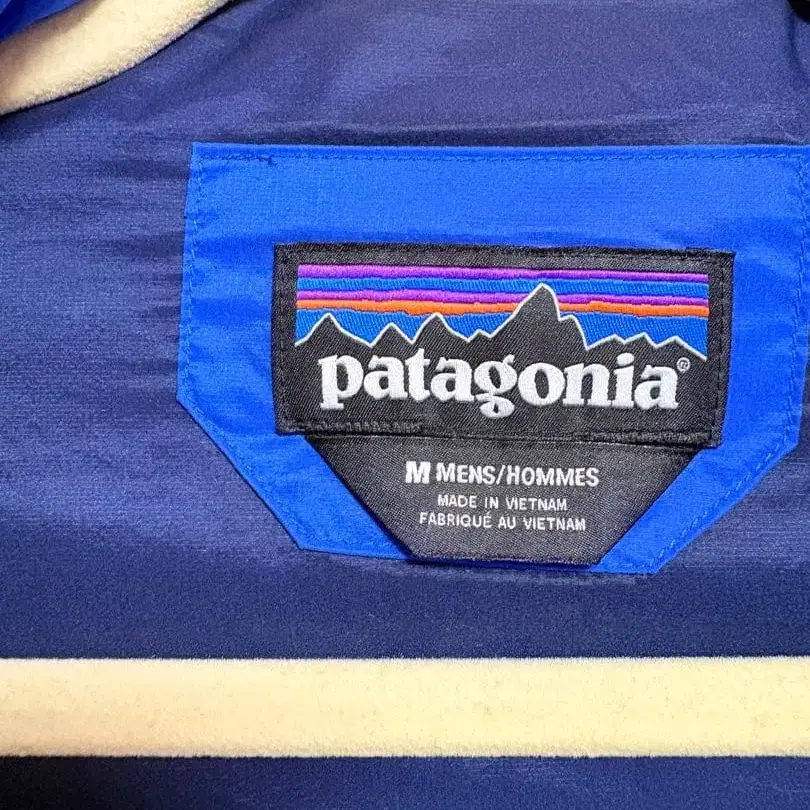 patagonia®
M MENS/HOMMES
MADE IN VIETNAM
FABRIQUÉ AU VIETNAM